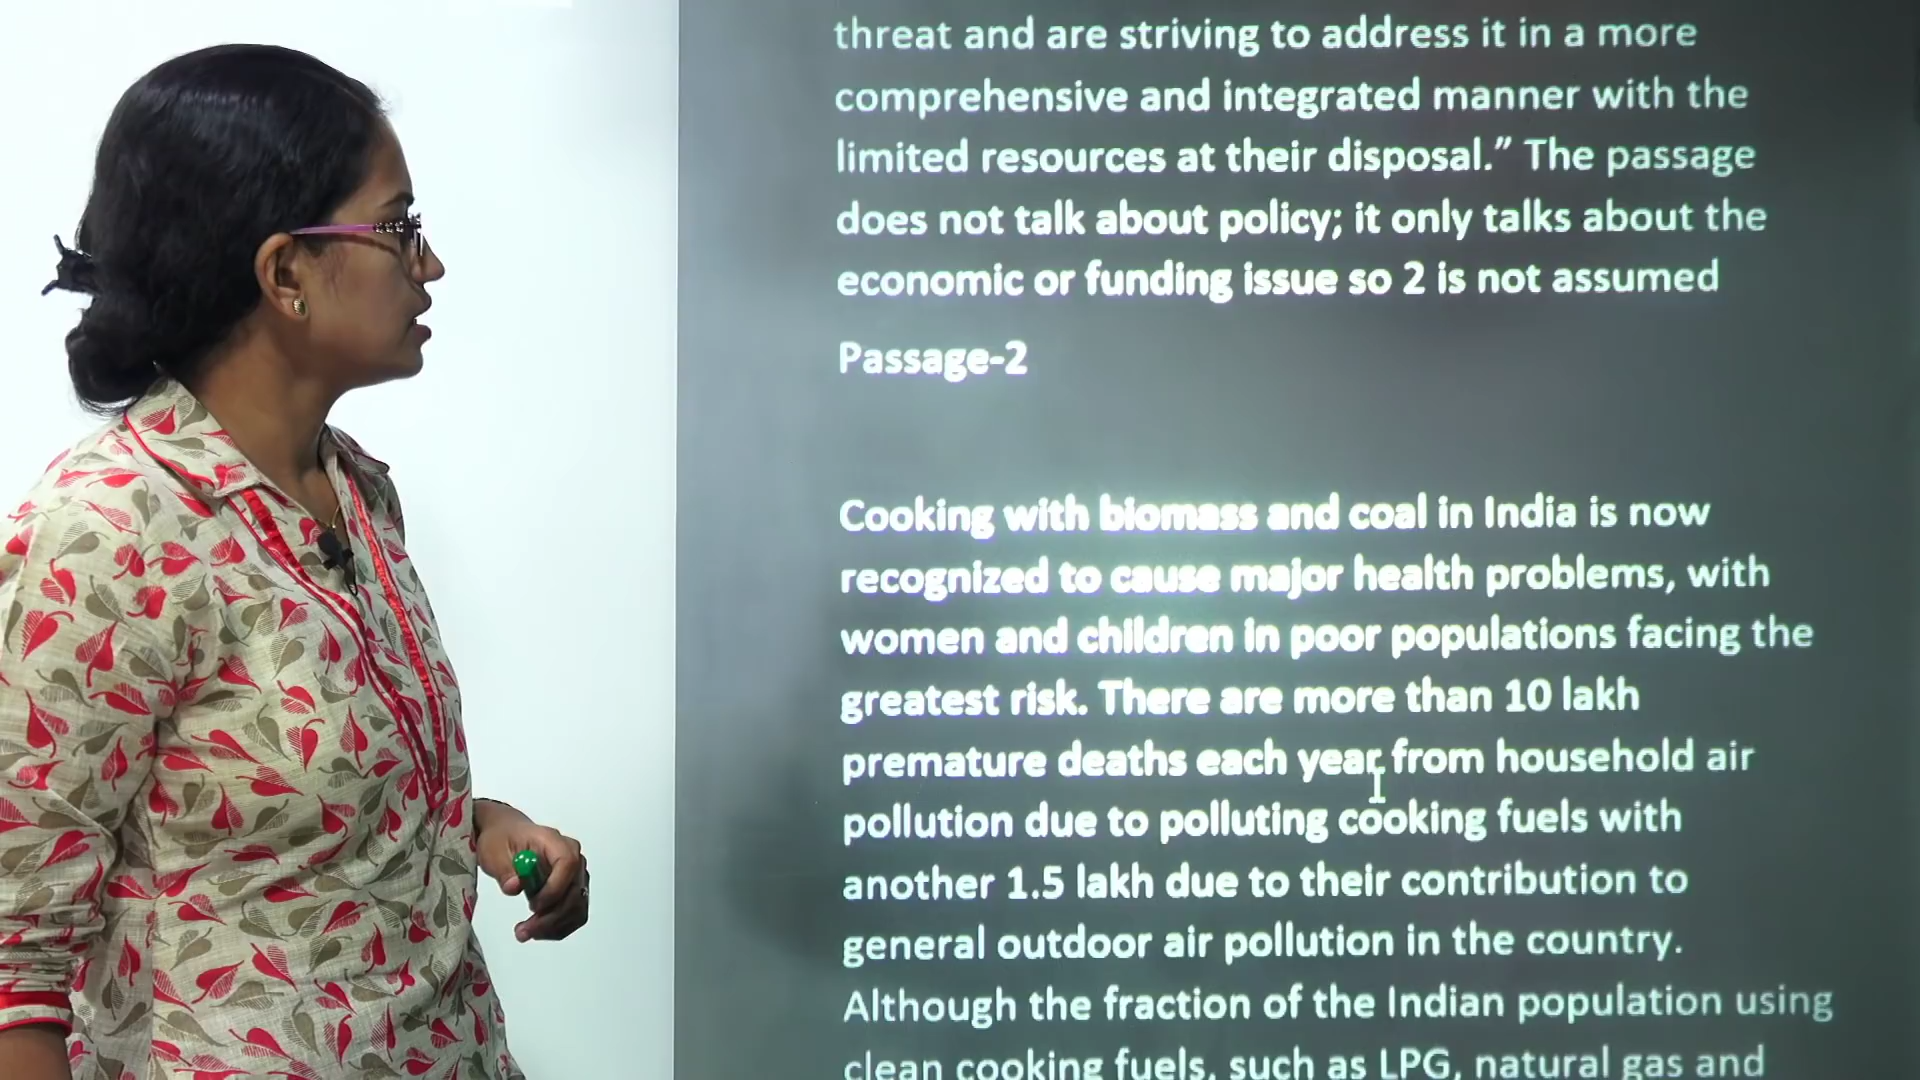 threat and are striving to address it in a more
comprehensive and integrated manner with the
limited resources at their disposal.” The passage
does not talk about policy; it only talks about the
economic or funding issue so 2 is not assumed
Passage-2
Cooking with biomass and coal in India is now
recognized to cause major health problems, with
women and children in poor populations facing the
greatest risk. There are more than 10 lakh
premature deaths each year from household air
pollution due to polluting cooking fuels with
another 1.5 lakh due to their contribution to
general outdoor air pollution in the country.
Although the fraction of the Indian population using
clean cooking fuels, such as LPG, natural gas and